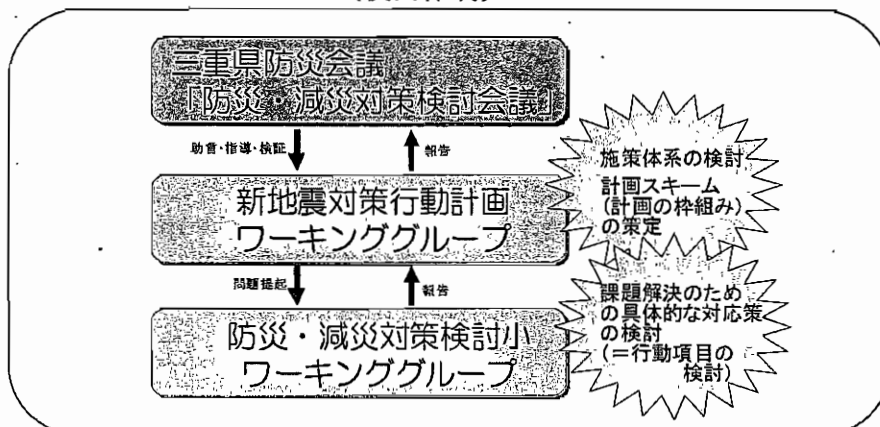 三重県防災会議
「防災・減災対策検討会議」
助言・指導・検証
報告
新地震対策行動計画
ワーキンググループ
施策体系の検討
計画スキーム
(計画の枠組み)
の策定
問題提起
報告
防災・減災対策検討小
ワーキンググループ
課題解決のため
の具体的な対応策
の検討
(=行動項目の
検討)